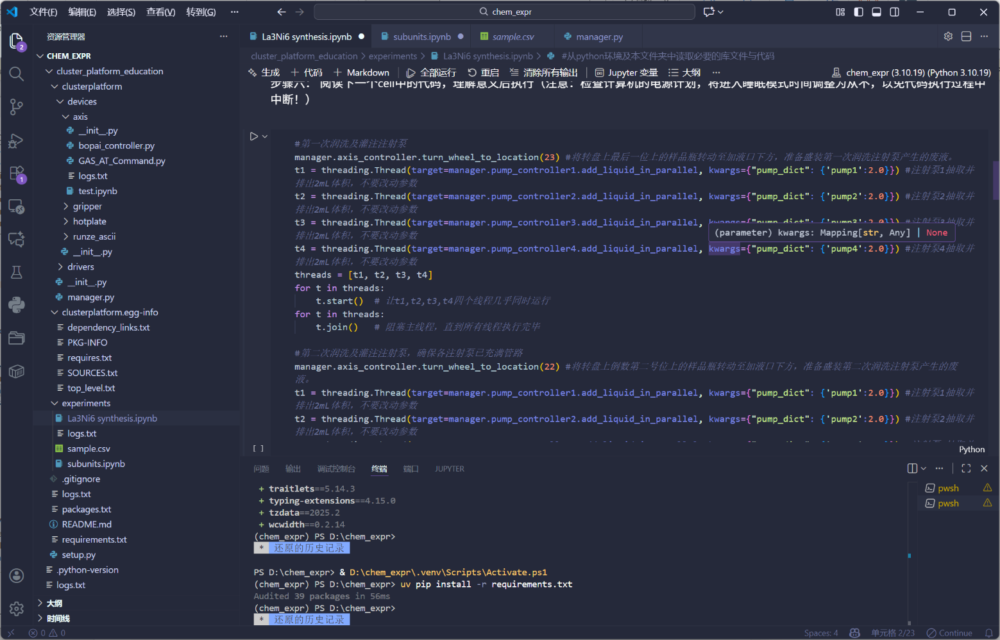 文件(F) 编辑(E) 选择(S) 查看(V) 转到(G) ··· chem_expr
资源管理器 ···
CHEM_EXPR
cluster_platform_education
clusterplatform
devices
axis
__init__.py
bopai_controller.py
GAS_AT_Command.py
logs.txt
test.ipynb
gripper
hotplate
runze_ascii
__init__.py
drivers
__init__.py
manager.py
clusterplatform.egg-info
dependency_links.txt
PKG-INFO
requires.txt
SOURCES.txt
top_level.txt
experiments
La3Ni6 synthesis.ipynb
logs.txt
sample.csv
subunits.ipynb
.gitignore
logs.txt
packages.txt
README.md
requirements.txt
setup.py
.python-version
logs.txt
大纲
时间线
2
1
La3Ni6 synthesis.ipynb subunits.ipynb sample.csv manager.py ···
cluster_platform_education > experiments > La3Ni6 synthesis.ipynb > #从python环境及本文件夹中读取必要的库文件与代码
生成 + 代码 + Markdown 全部运行 重启 清除所有输出 Jupyter 变量 大纲 ··· chem_expr (3.10.19) (Python 3.10.19)
步骤六： 阅读下一个cell中的代码，理解意义后执行（注意：检查计算机的电源计划，将进入睡眠模式时间调整为从不，以免代码执行过程中
中断！）
#第一次润洗及灌注注射泵
manager.axis_controller.turn_wheel_to_location(23) #将转盘上最后一位上的样品瓶转动至加液口下方，准备盛装第一次润洗注射泵产生的废液。
t1 = threading.Thread(target=manager.pump_controller1.add_liquid_in_parallel, kwargs={"pump_dict": {'pump1':2.0}}) #注射泵1抽取并
排出2mL体积，不要改动参数
t2 = threading.Thread(target=manager.pump_controller2.add_liquid_in_parallel, kwargs={"pump_dict": {'pump2':2.0}}) #注射泵2抽取并
排出2mL体积，不要改动参数
t3 = threading.Thread(target=manager.pump_controller3.add_liquid_in_parallel, kwargs={"pump_dict": {'pump3':2.0}}) #注射泵3抽取并
排出2mL体积，不要改动参数
(parameter) kwargs: Mapping[str, Any] | None
t4 = threading.Thread(target=manager.pump_controller4.add_liquid_in_parallel, kwargs={"pump_dict": {'pump4':2.0}}) #注射泵4抽取并
排出2mL体积，不要改动参数
threads = [t1, t2, t3, t4]
for t in threads:
t.start() # 让t1,t2,t3,t4四个线程几乎同时运行
for t in threads:
t.join() # 阻塞主线程，直到所有线程执行完毕
#第二次润洗及灌注注射泵，确保各注射泵已充满管路
manager.axis_controller.turn_wheel_to_location(22) #将转盘上倒数第二号位上的样品瓶转动至加液口下方，准备盛装第二次润洗注射泵产生的废
液。
t1 = threading.Thread(target=manager.pump_controller1.add_liquid_in_parallel, kwargs={"pump_dict": {'pump1':2.0}}) #注射泵1抽取并
排出2mL体积，不要改动参数
t2 = threading.Thread(target=manager.pump_controller2.add_liquid_in_parallel, kwargs={"pump_dict": {'pump2':2.0}}) #注射泵2抽取并
排出2mL体积，不要改动参数
[ ] Python
问题 输出 调试控制台 终端 端口 JUPYTER ···
+ traitlets==5.14.3
+ typing-extensions==4.15.0
+ tzdata==2025.2
+ wcwidth==0.2.14
(chem_expr) PS D:\chem_expr>
* 还原的历史记录
PS D:\chem_expr> & D:\chem_expr\.venv\Scripts\Activate.ps1
(chem_expr) PS D:\chem_expr> uv pip install -r requirements.txt
Audited 39 packages in 56ms
(chem_expr) PS D:\chem_expr>
* 还原的历史记录
pwsh
pwsh
0 0 Spaces: 4 单元格 2/23 Continue